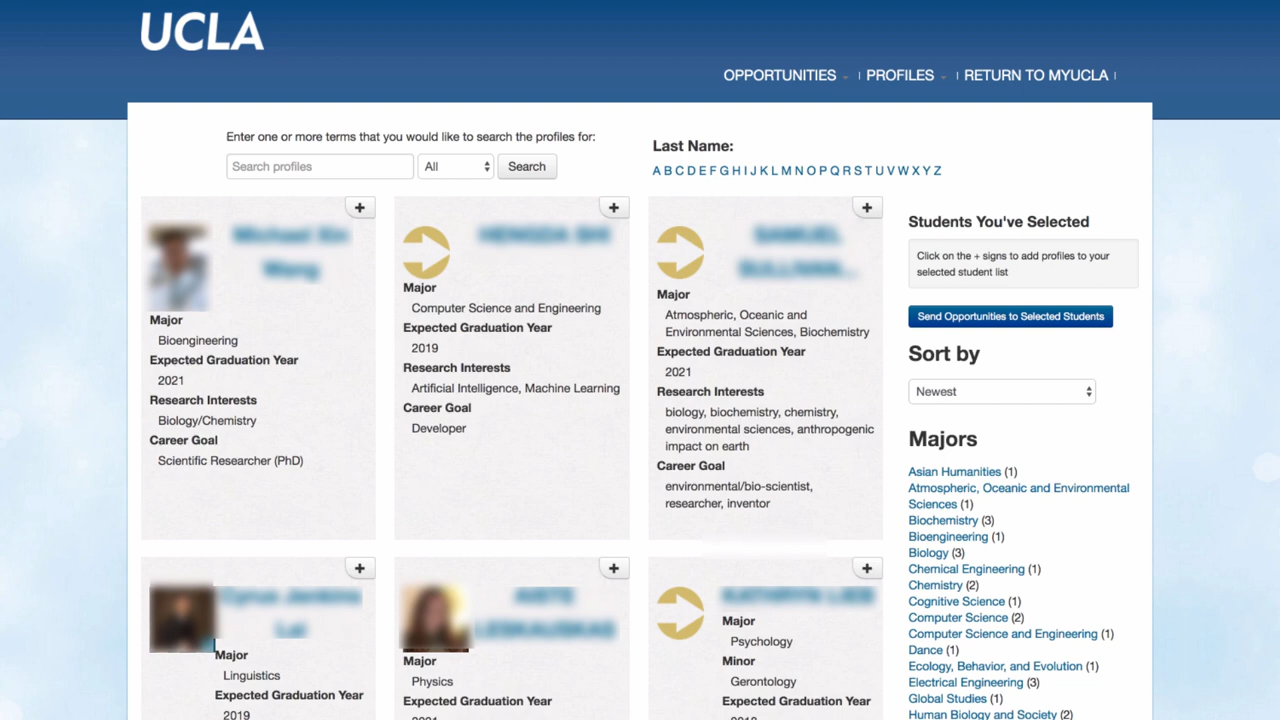 UCLA
OPPORTUNITIES
PROFILES
RETURN TO MYUCLA
Enter one or more terms that you would like to search the profiles for:
Search profiles
All
Search
Last Name:
A B C D E F G H I J K L M N O P Q R S T U V W X Y Z
+
Major
Bioengineering
Expected Graduation Year
2021
Research Interests
Biology/Chemistry
Career Goal
Scientific Researcher (PhD)
+
Major
Computer Science and Engineering
Expected Graduation Year
2019
Research Interests
Artificial Intelligence, Machine Learning
Career Goal
Developer
+
Major
Atmospheric, Oceanic and
Environmental Sciences, Biochemistry
Expected Graduation Year
2021
Research Interests
biology, biochemistry, chemistry,
environmental sciences, anthropogenic
impact on earth
Career Goal
environmental/bio-scientist,
researcher, inventor
+
Major
Linguistics
Expected Graduation Year
2019
+
Major
Physics
Expected Graduation Year
+
Major
Psychology
Minor
Gerontology
Expected Graduation Year
Students You've Selected
Click on the + signs to add profiles to your
selected student list
Send Opportunities to Selected Students
Sort by
Newest
Majors
Asian Humanities (1)
Atmospheric, Oceanic and Environmental
Sciences (1)
Biochemistry (3)
Bioengineering (1)
Biology (3)
Chemical Engineering (1)
Chemistry (2)
Cognitive Science (1)
Computer Science (2)
Computer Science and Engineering (1)
Dance (1)
Ecology, Behavior, and Evolution (1)
Electrical Engineering (3)
Global Studies (1)
Human Biology and Society (2)